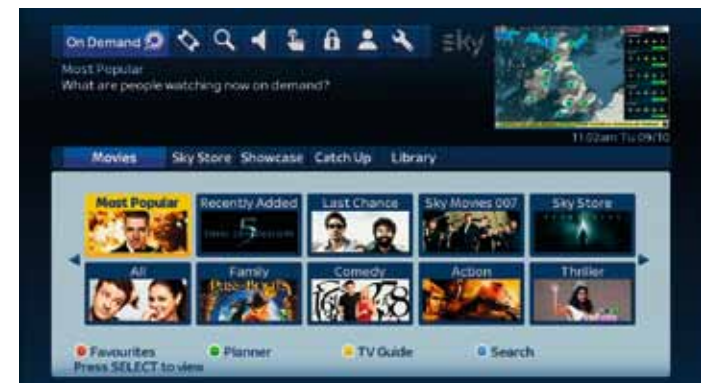 On Demand
sky
Most Popular
What are people watching now on demand?
11.02am Tu 09/10
Movies Sky Store Showcase Catch Up Library
Most Popular Recently Added Last Chance Sky Movies 007 Sky Store
5
All Family Comedy Action Thriller
Favourites Planner TV Guide Search
Press SELECT to view